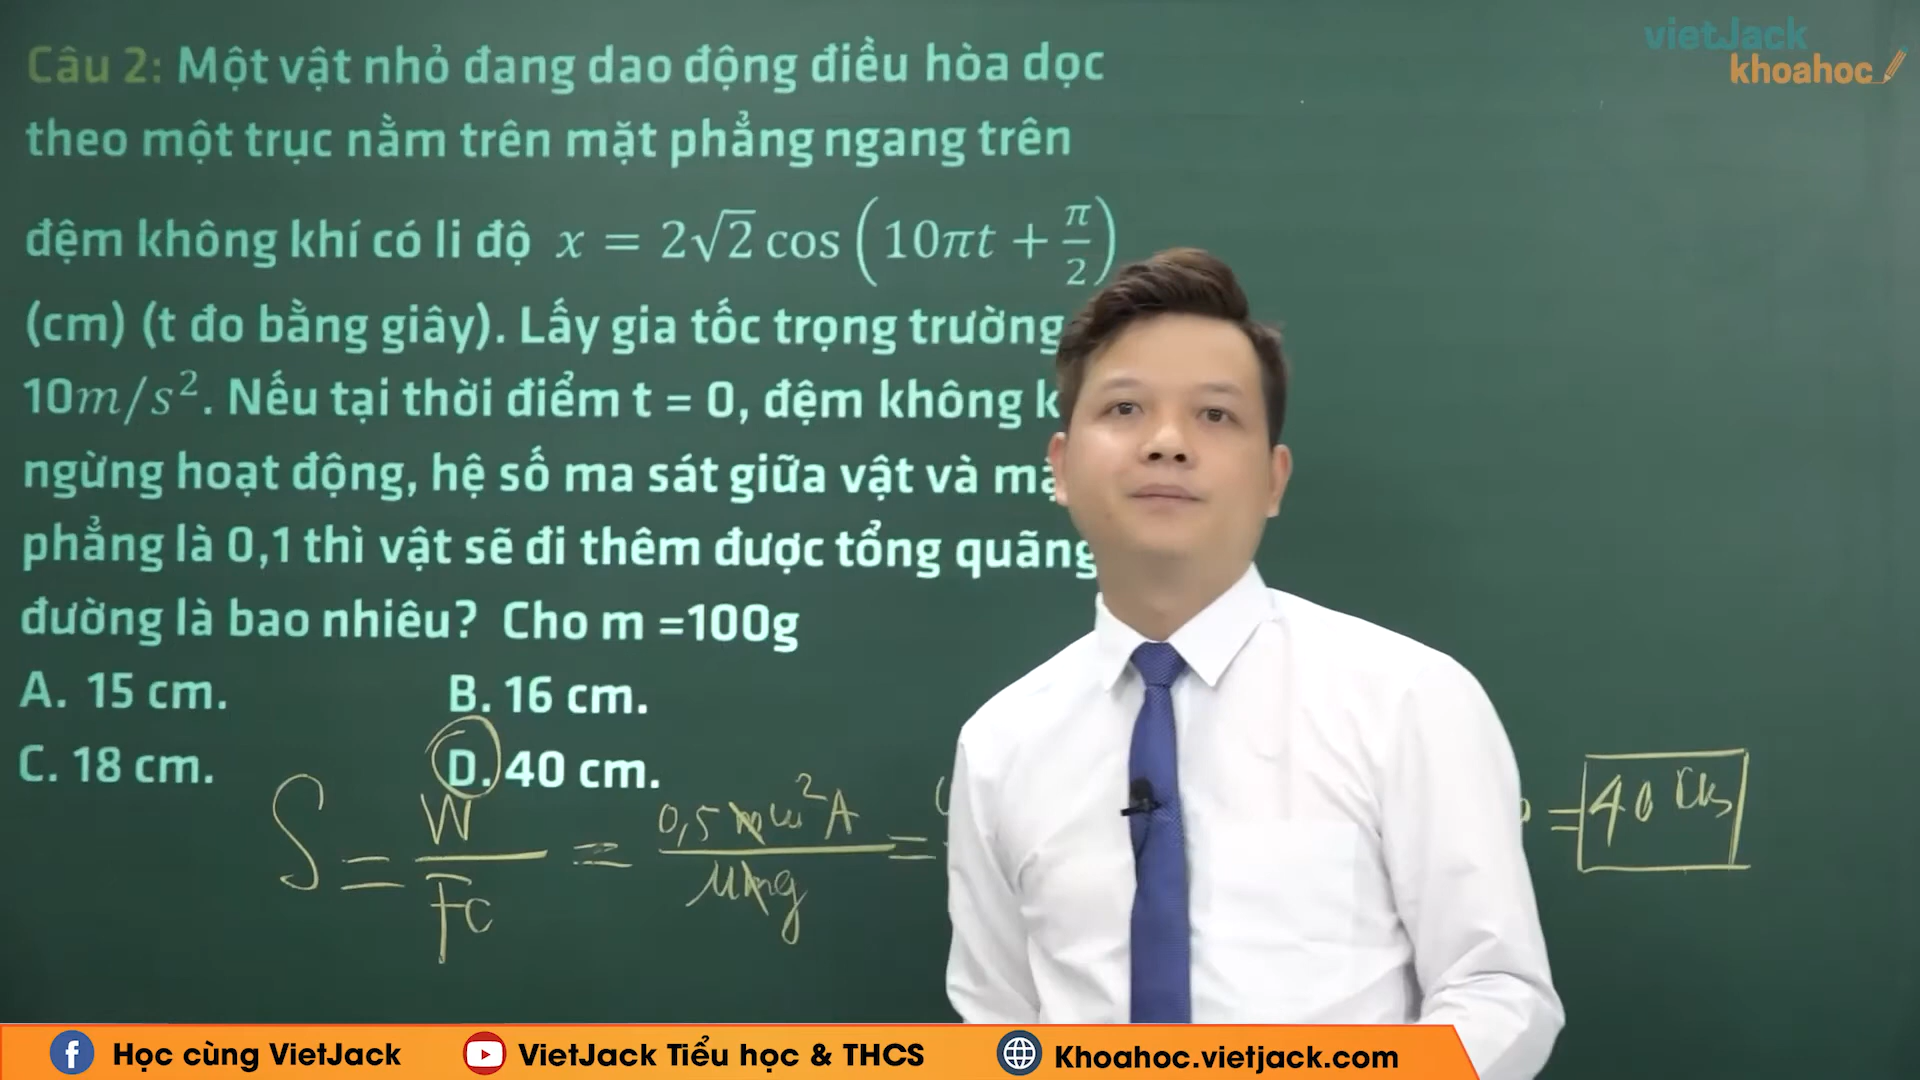 vietJack
khoahoc
Câu 2: Một vật nhỏ đang dao động điều hòa dọc
theo một trục nằm trên mặt phẳng ngang trên
đệm không khí có li độ x = 2√2 cos (10πt + π/2)
(cm) (t đo bằng giây). Lấy gia tốc trọng trường
10m/s². Nếu tại thời điểm t = 0, đệm không
ngừng hoạt động, hệ số ma sát giữa vật và
phẳng là 0,1 thì vật sẽ đi thêm được tổng quãng
đường là bao nhiêu? Cho m =100g
A. 15 cm. B. 16 cm.
C. 18 cm. D. 40 cm.
S = W/Fc = 0,5mω²A/μmg = = 40 cm
Học cùng VietJack VietJack Tiểu học & THCS Khoahoc.vietjack.com